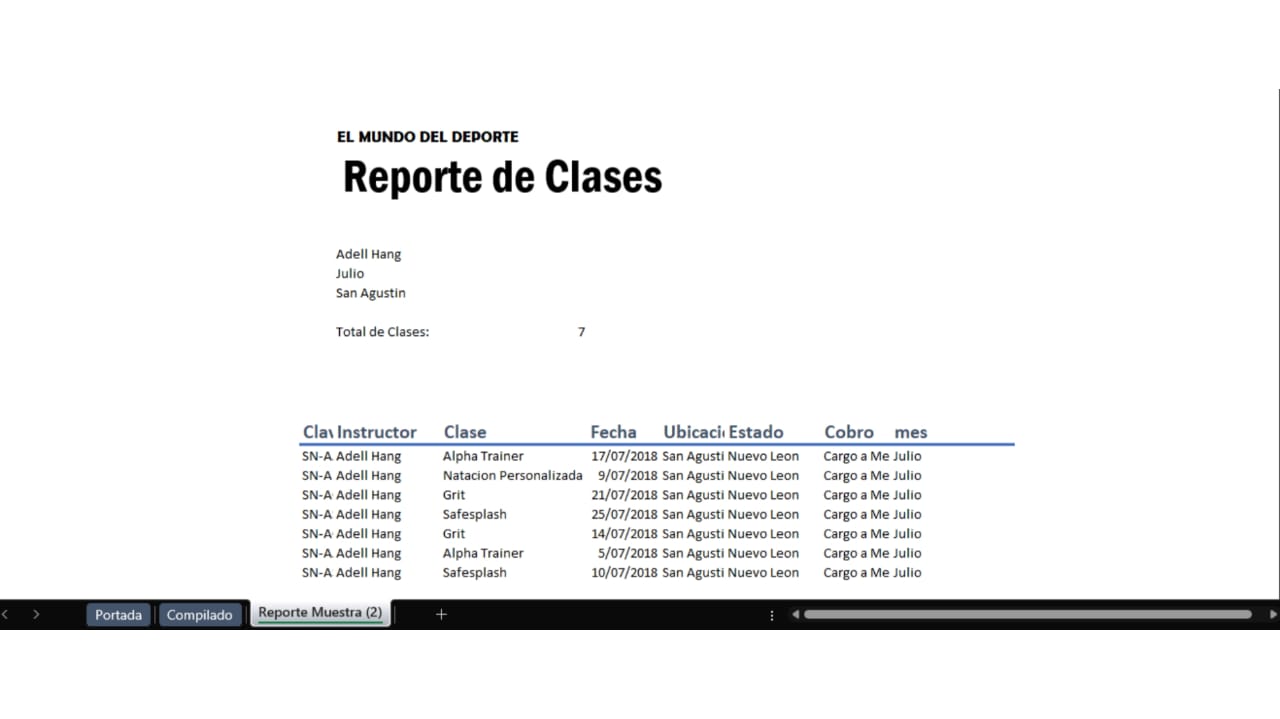 EL MUNDO DEL DEPORTE
Reporte de Clases
Adell Hang
Julio
San Agustin
Total de Clases: 7
Clav Instructor Clase Fecha Ubicaci Estado Cobro mes
SN-A Adell Hang Alpha Trainer 17/07/2018 San Agusti Nuevo Leon Cargo a Me Julio
SN-A Adell Hang Natacion Personalizada 9/07/2018 San Agusti Nuevo Leon Cargo a Me Julio
SN-A Adell Hang Grit 21/07/2018 San Agusti Nuevo Leon Cargo a Me Julio
SN-A Adell Hang Safesplash 25/07/2018 San Agusti Nuevo Leon Cargo a Me Julio
SN-A Adell Hang Grit 14/07/2018 San Agusti Nuevo Leon Cargo a Me Julio
SN-A Adell Hang Alpha Trainer 5/07/2018 San Agusti Nuevo Leon Cargo a Me Julio
SN-A Adell Hang Safesplash 10/07/2018 San Agusti Nuevo Leon Cargo a Me Julio
Portada Compilado Reporte Muestra (2) +